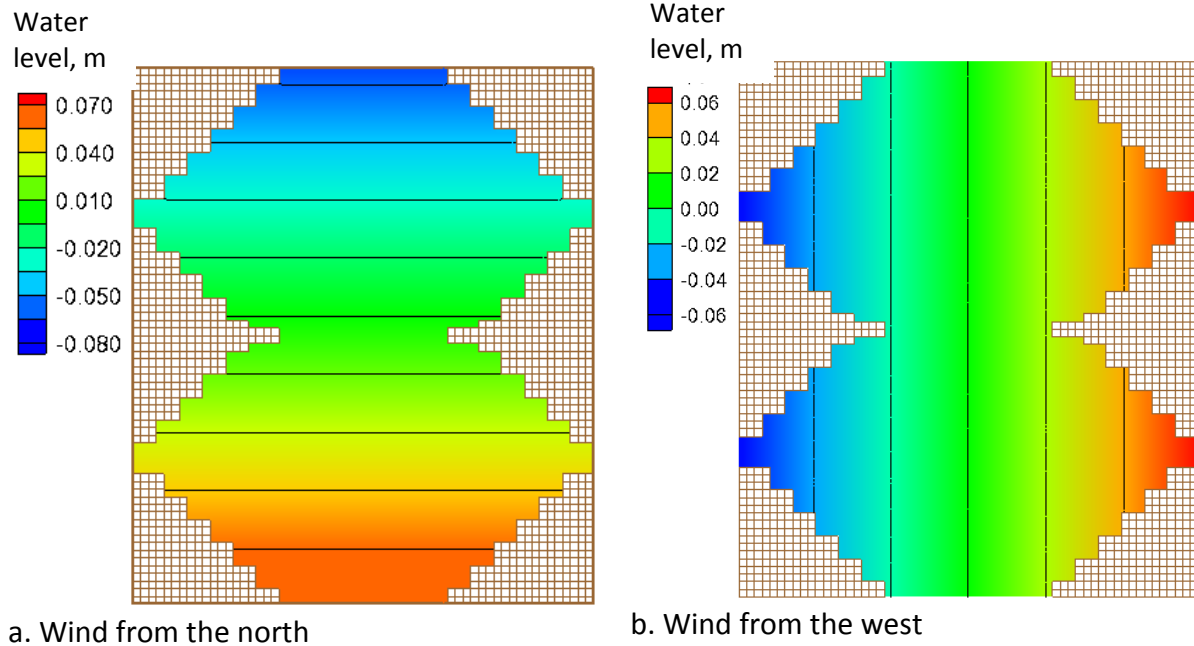 Water
level, m
0.070
0.040
0.010
-0.020
-0.050
-0.080
a. Wind from the north
Water
level, m
0.06
0.04
0.02
0.00
-0.02
-0.04
-0.06
b. Wind from the west